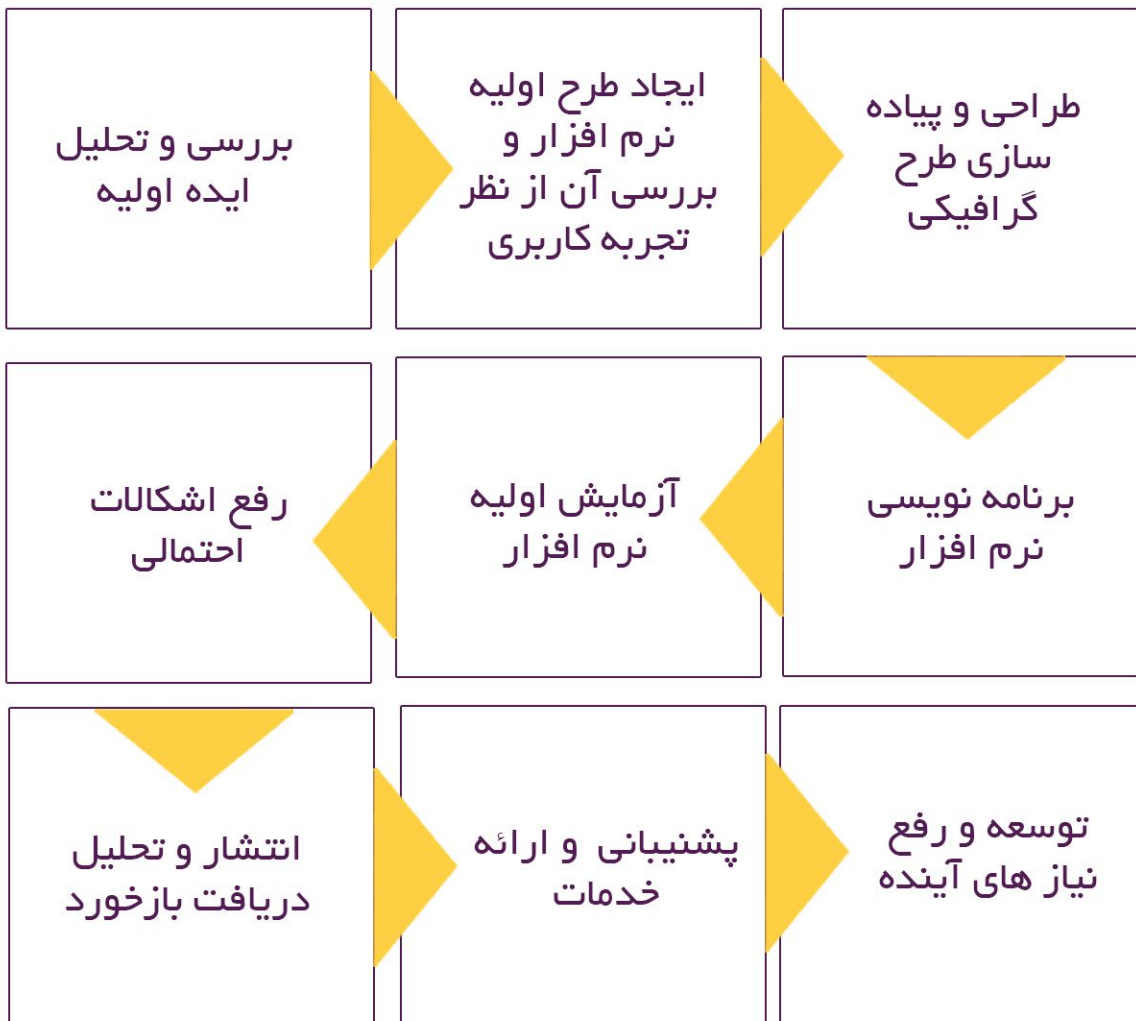 بررسی و تحلیل
ایده اولیه
ایجاد طرح اولیه
نرم افزار و
بررسی آن از نظر
تجربه کاربری
طراحی و پیاده
سازی طرح
گرافیکی
برنامه نویسی
نرم افزار
آزمایش اولیه
نرم افزار
رفع اشکالات
احتمالی
انتشار و تحلیل
دریافت بازخورد
پشنیبانی و ارائه
خدمات
توسعه و رفع
نیاز های آینده